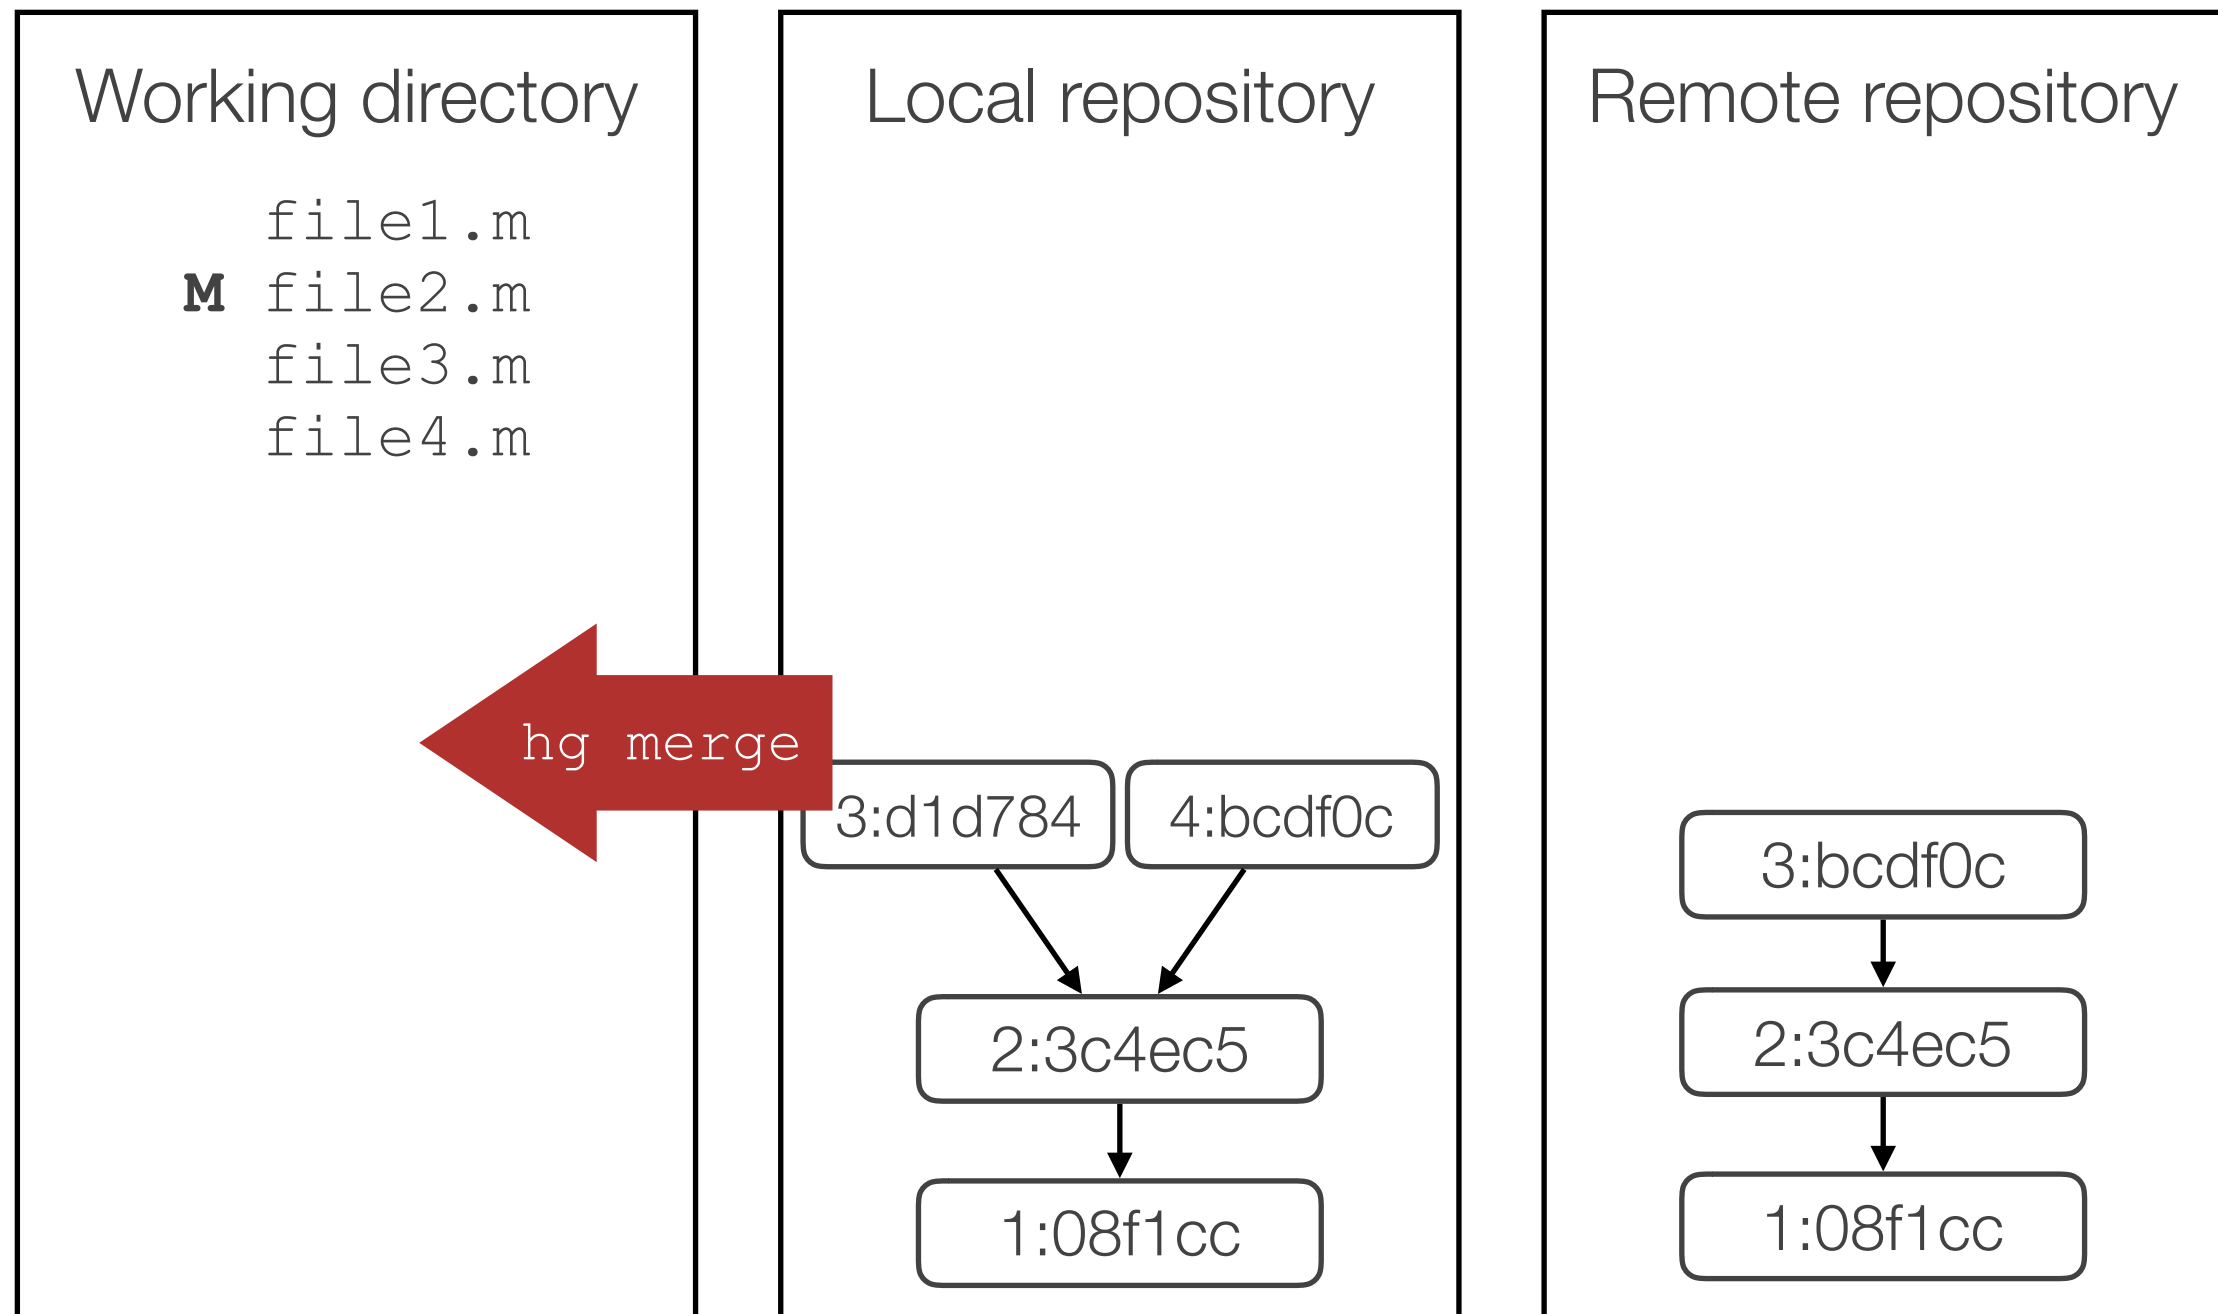 Working directory
file1.m
M file2.m
file3.m
file4.m
hg merge
Local repository
3:d1d784
4:bcdf0c
2:3c4ec5
1:08f1cc
Remote repository
3:bcdf0c
2:3c4ec5
1:08f1cc